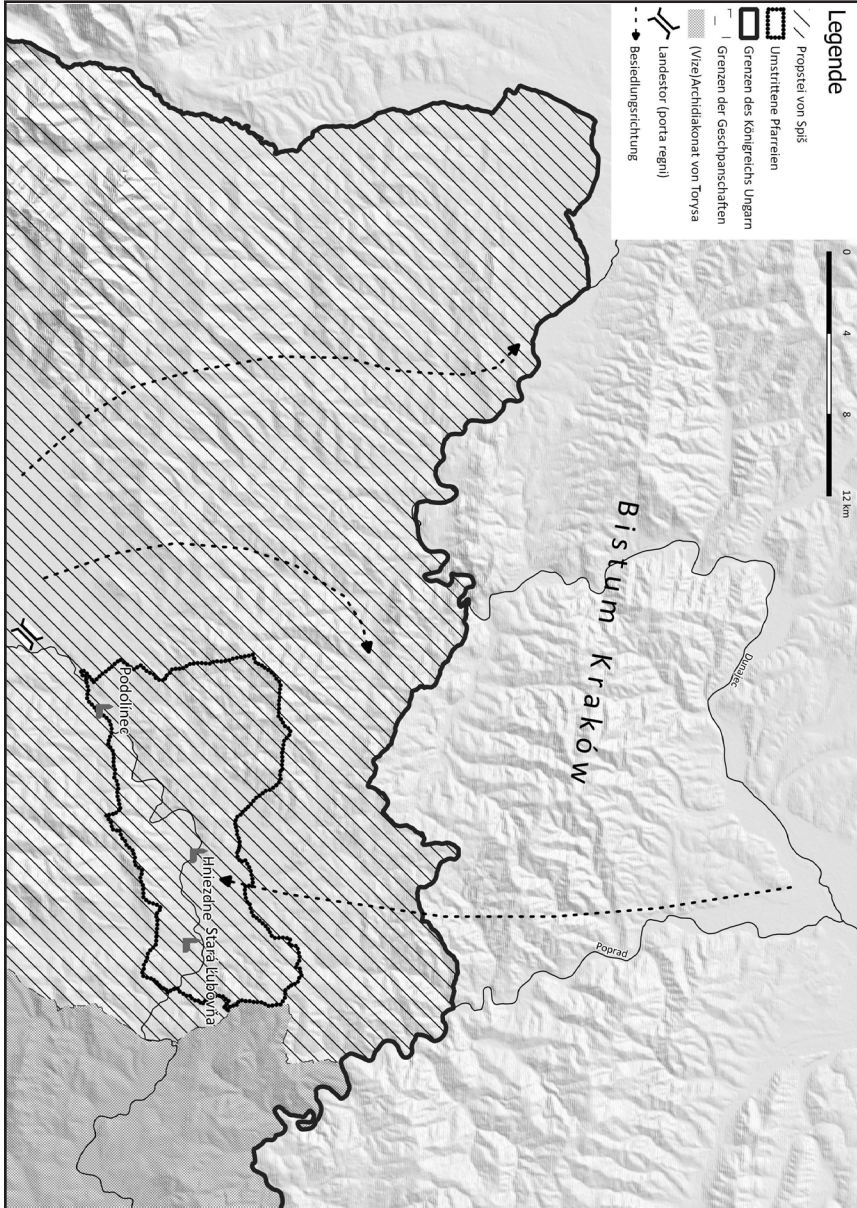 Legende
Propstei von Spiš
Umstrittene Pfarreien
Grenzen des Königreichs Ungarn
Grenzen der Geschpanschaften
(Vize)Archidiakonat von Torysa
Landestor (porta regni)
Besiedlungsrichtung
0 4 8 12 km
Bistum Kraków
Dunajec
Poprad
Podolínec
Hniezdne
Stará Ľubovňa